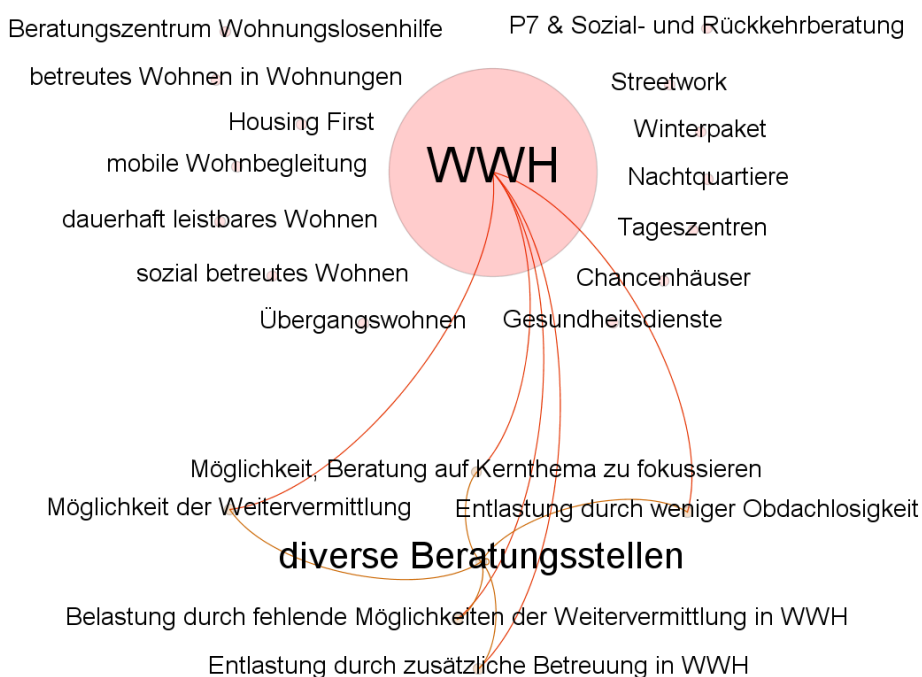 Beratungszentrum Wohnungslosenhilfe
P7 & Sozial- und Rückkehrberatung
betreutes Wohnen in Wohnungen
Streetwork
Housing First
Winterpaket
WWH
mobile Wohnbegleitung
Nachtquartiere
dauerhaft leistbares Wohnen
Tageszentren
sozial betreutes Wohnen
Chancenhäuser
Übergangswohnen
Gesundheitsdienste
Möglichkeit, Beratung auf Kernthema zu fokussieren
Möglichkeit der Weitervermittlung
Entlastung durch weniger Obdachlosigkeit
diverse Beratungsstellen
Belastung durch fehlende Möglichkeiten der Weitervermittlung in WWH
Entlastung durch zusätzliche Betreuung in WWH